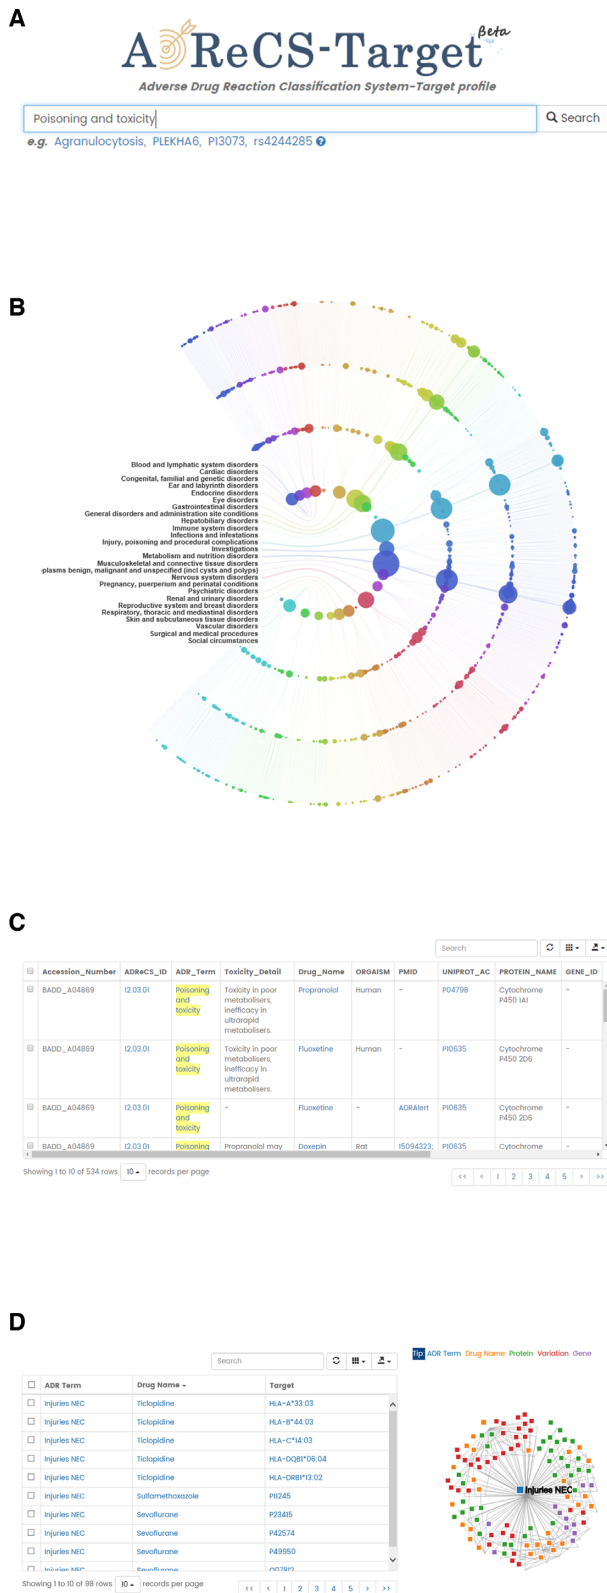 A
ADReCS-Target Beta
Adverse Drug Reaction Classification System-Target profile
Poisoning and toxicity
Search
e.g. Agranulocytosis, PLEKHA6, P13073, rs4244285
B
Blood and lymphatic system disorders
Cardiac disorders
Congenital, familial and genetic disorders
Ear and labyrinth disorders
Endocrine disorders
Eye disorders
Gastrointestinal disorders
General disorders and administration site conditions
Hepatobiliary disorders
Immune system disorders
Infections and infestations
Injury, poisoning and procedural complications
Investigations
Metabolism and nutrition disorders
Musculoskeletal and connective tissue disorders
-plasms benign, malignant and unspecified (incl cysts and polyps)
Nervous system disorders
Pregnancy, puerperium and perinatal conditions
Psychiatric disorders
Renal and urinary disorders
Reproductive system and breast disorders
Respiratory, thoracic and mediastinal disorders
Skin and subcutaneous tissue disorders
Vascular disorders
Surgical and medical procedures
Social circumstances
C
Search
Accession_Number ADReCS_ID ADR_Term Toxicity_Detail Drug_Name ORGAISM PMID UNIPROT_AC PROTEIN_NAME GENE_ID
BADD_A04869 12.03.01 Poisoning and toxicity Toxicity in poor metabolisers, inefficacy in ultrarapid metabolisers. Propranolol Human - P04798 Cytochrome P450 1A1 -
BADD_A04869 12.03.01 Poisoning and toxicity Toxicity in poor metabolisers, inefficacy in ultrarapid metabolisers. Fluoxetine Human - P10635 Cytochrome P450 2D6 -
BADD_A04869 12.03.01 Poisoning and toxicity - Fluoxetine - ADRAlert P10635 Cytochrome P450 2D6 -
BADD_A04869 12.03.01 Poisoning Propranolol may Doxepin Rat 15094323; P10635 Cytochrome -
Showing 1 to 10 of 534 rows 10 records per page
<< < 1 2 3 4 5 > >>
D
Search
ADR Term Drug Name Target
Injuries NEC Ticlopidine HLA-A*33:03
Injuries NEC Ticlopidine HLA-B*44:03
Injuries NEC Ticlopidine HLA-C*14:03
Injuries NEC Ticlopidine HLA-DQB1*06:04
Injuries NEC Ticlopidine HLA-DRB1*13:02
Injuries NEC Sulfamethoxazole P11245
Injuries NEC Sevoflurane P23415
Injuries NEC Sevoflurane P42574
Injuries NEC Sevoflurane P49950
Injuries NEC Sevoflurane
Showing 1 to 10 of 98 rows 10 records per page
<< < 1 2 3 4 5 > >>
Tip: ADR Term Drug Name Protein Variation Gene
Injuries NEC